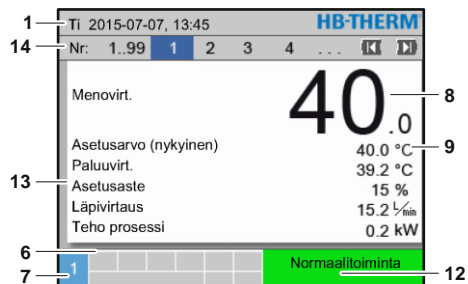 1 Ti 2015-07-07, 13:45 HB-THERM
14 Nr: 1..99 1 2 3 4 ...
Menovirt. 40.0 8
Asetusarvo (nykyinen) 40.0 °C 9
Paluuvirt. 39.2 °C
13 Asetusaste 15 %
Läpivirtaus 15.2 L/min
Teho prosessi 0.2 kW
6
7 1 Normaalitoiminta 12